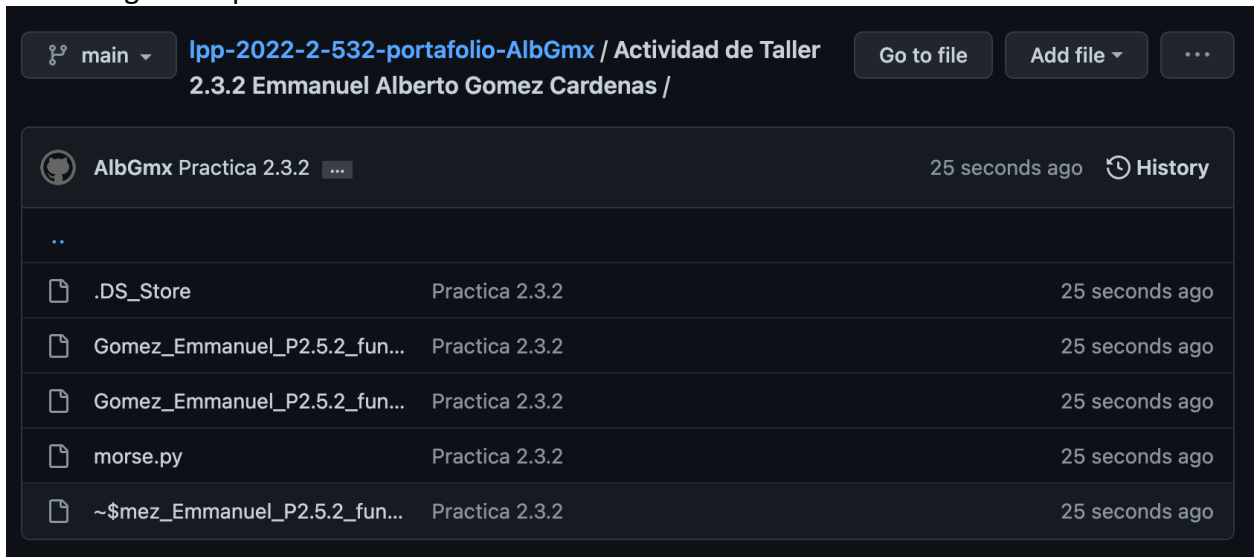 main
lpp-2022-2-532-portafolio-AlbGmx / Actividad de Taller
2.3.2 Emmanuel Alberto Gomez Cardenas /
Go to file
Add file
...
AlbGmx Practica 2.3.2 ...
25 seconds ago
History
..
.DS_Store Practica 2.3.2 25 seconds ago
Gomez_Emmanuel_P2.5.2_fun... Practica 2.3.2 25 seconds ago
Gomez_Emmanuel_P2.5.2_fun... Practica 2.3.2 25 seconds ago
morse.py Practica 2.3.2 25 seconds ago
~$mez_Emmanuel_P2.5.2_fun... Practica 2.3.2 25 seconds ago